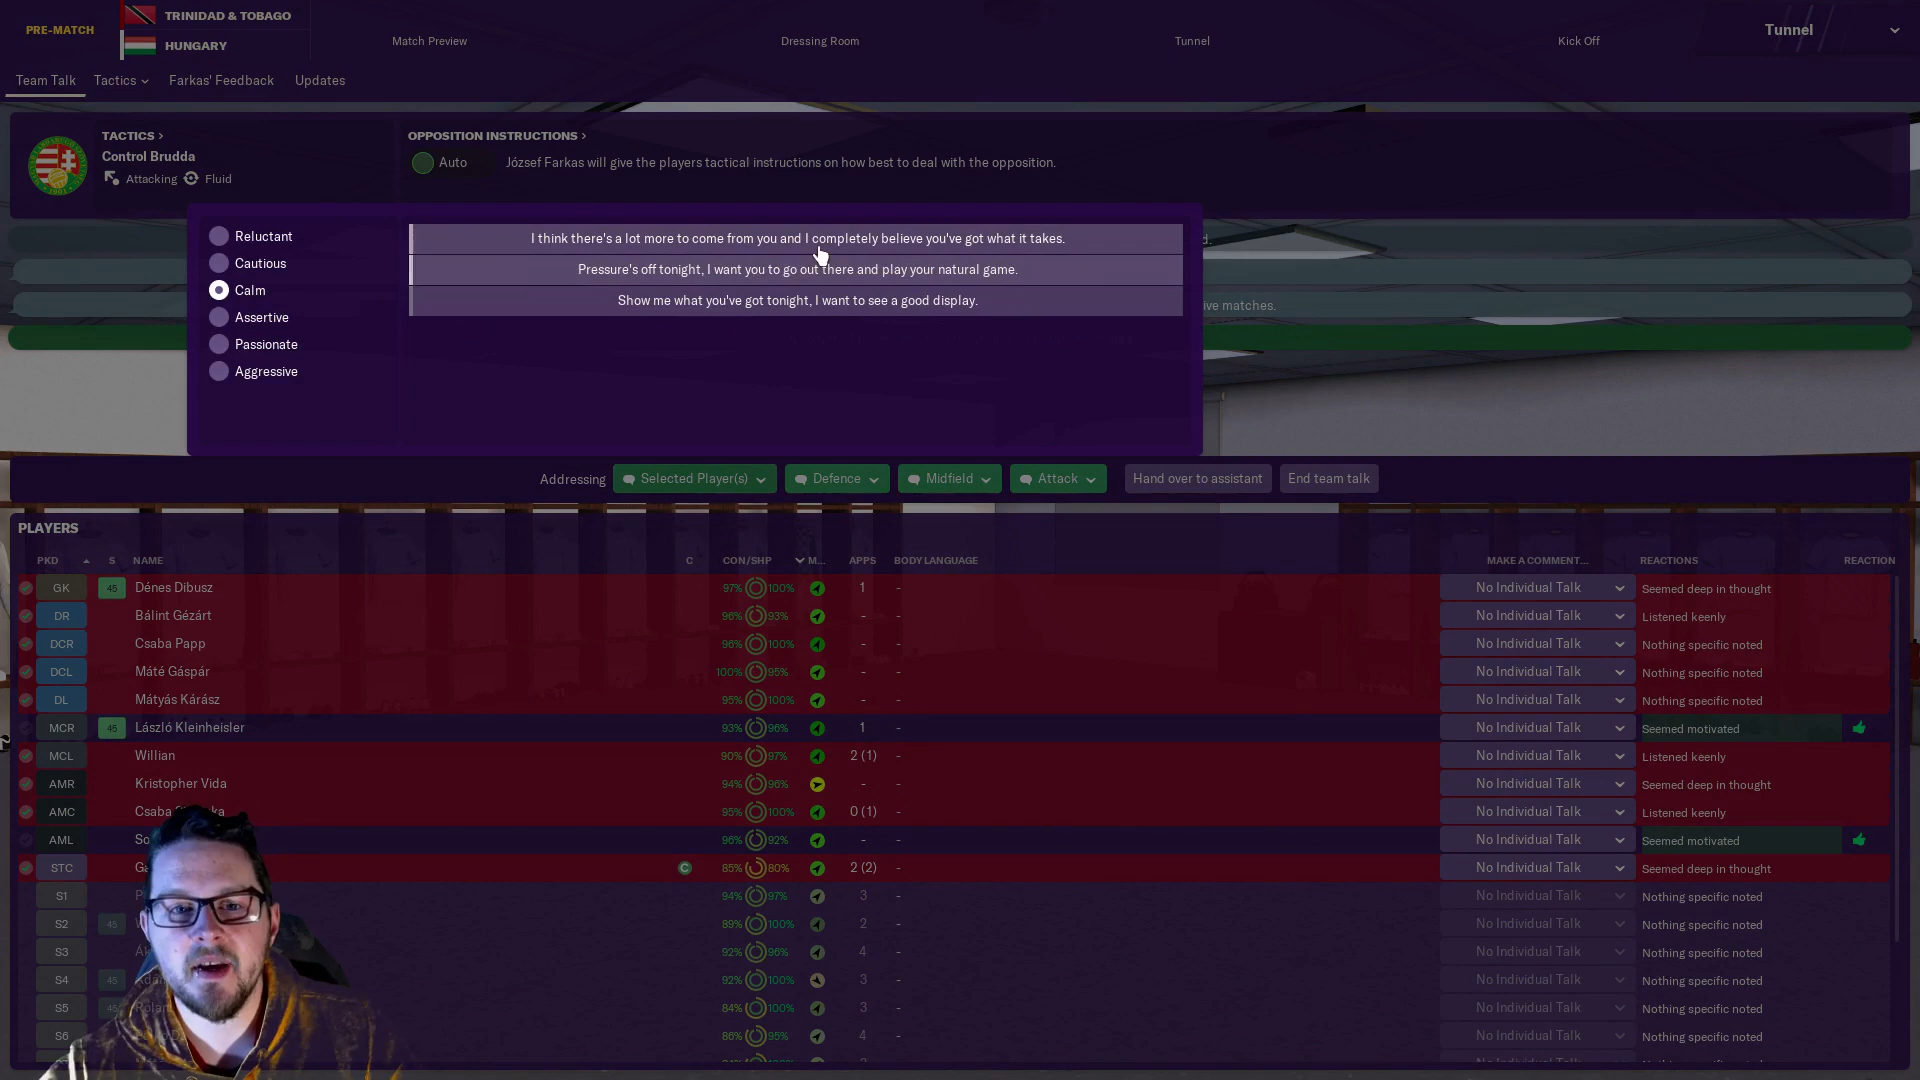 PRE-MATCH
TRINIDAD & TOBAGO
HUNGARY
Match Preview
Dressing Room
Tunnel
Kick Off
Tunnel
Team Talk
Tactics
Farkas' Feedback
Updates
TACTICS >
Control Brudda
Attacking
Fluid
OPPOSITION INSTRUCTIONS >
Auto
József Farkas will give the players tactical instructions on how best to deal with the opposition.
Reluctant
Cautious
Calm
Assertive
Passionate
Aggressive
I think there's a lot more to come from you and I completely believe you've got what it takes.
Pressure's off tonight, I want you to go out there and play your natural game.
Show me what you've got tonight, I want to see a good display.
matches.
Addressing
Selected Player(s)
Defence
Midfield
Attack
Hand over to assistant
End team talk
PLAYERS
PKD S NAME C CON/SHP M... APPS BODY LANGUAGE MAKE A COMMENT... REACTIONS REACTION
GK 45 Dénes Dibusz 97% 100% 1 - No Individual Talk Seemed deep in thought
DR Bálint Gézárt 96% 93% - - No Individual Talk Listened keenly
DCR Csaba Papp 96% 100% - - No Individual Talk Nothing specific noted
DCL Máté Gáspár 100% 95% - - No Individual Talk Nothing specific noted
DL Mátyás Kárász 95% 100% - - No Individual Talk Nothing specific noted
MCR 45 László Kleinheisler 93% 96% 1 - No Individual Talk Seemed motivated
MCL Willian 90% 97% 2 (1) - No Individual Talk Listened keenly
AMR Kristopher Vida 94% 96% - - No Individual Talk Seemed deep in thought
AMC Csaba 95% 100% 0 (1) - No Individual Talk Listened keenly
AML 96% 92% - - No Individual Talk Seemed motivated
STC C 85% 80% 2 (2) - No Individual Talk Seemed deep in thought
S1 94% 97% 3 - No Individual Talk Nothing specific noted
S2 45 89% 100% 2 - No Individual Talk Nothing specific noted
S3 92% 96% 4 - No Individual Talk Nothing specific noted
S4 45 92% 100% 3 - No Individual Talk Nothing specific noted
S5 45 84% 100% 3 - No Individual Talk Nothing specific noted
S6 86% 95% 4 - No Individual Talk Nothing specific noted